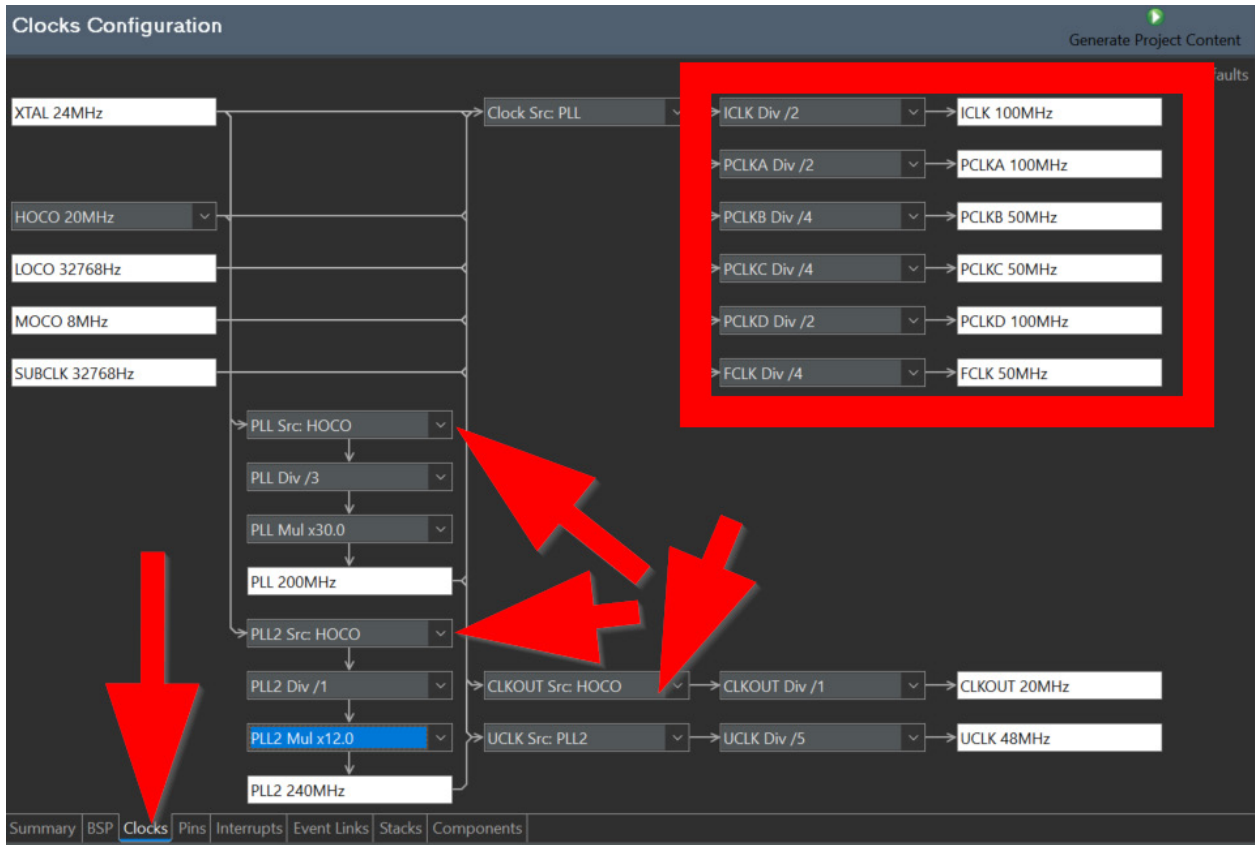 Clocks Configuration
Generate Project Content
faults
XTAL 24MHz
Clock Src: PLL
ICLK Div /2
ICLK 100MHz
PCLKA Div /2
PCLKA 100MHz
HOCO 20MHz
PCLKB Div /4
PCLKB 50MHz
LOCO 32768Hz
PCLKC Div /4
PCLKC 50MHz
MOCO 8MHz
PCLKD Div /2
PCLKD 100MHz
SUBCLK 32768Hz
FCLK Div /4
FCLK 50MHz
PLL Src: HOCO
PLL Div /3
PLL Mul x30.0
PLL 200MHz
PLL2 Src: HOCO
PLL2 Div /1
CLKOUT Src: HOCO
CLKOUT Div /1
CLKOUT 20MHz
PLL2 Mul x12.0
UCLK Src: PLL2
UCLK Div /5
UCLK 48MHz
PLL2 240MHz
Summary BSP Clocks Pins Interrupts Event Links Stacks Components